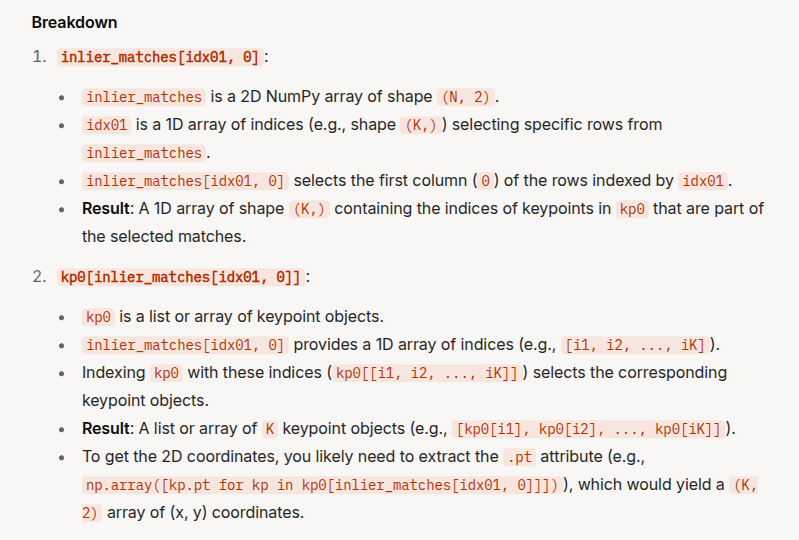 Breakdown
1. inlier_matches[idx01, 0]:
• inlier_matches is a 2D NumPy array of shape (N, 2).
• idx01 is a 1D array of indices (e.g., shape (K,)) selecting specific rows from
inlier_matches.
• inlier_matches[idx01, 0] selects the first column (0) of the rows indexed by idx01.
• Result: A 1D array of shape (K,) containing the indices of keypoints in kp0 that are part of
the selected matches.
2. kp0[inlier_matches[idx01, 0]]:
• kp0 is a list or array of keypoint objects.
• inlier_matches[idx01, 0] provides a 1D array of indices (e.g., [i1, i2, ..., iK]).
• Indexing kp0 with these indices (kp0[[i1, i2, ..., iK]]) selects the corresponding
keypoint objects.
• Result: A list or array of K keypoint objects (e.g., [kp0[i1], kp0[i2], ..., kp0[iK]]).
• To get the 2D coordinates, you likely need to extract the .pt attribute (e.g.,
np.array([kp.pt for kp in kp0[inlier_matches[idx01, 0]]])), which would yield a (K,
2) array of (x, y) coordinates.